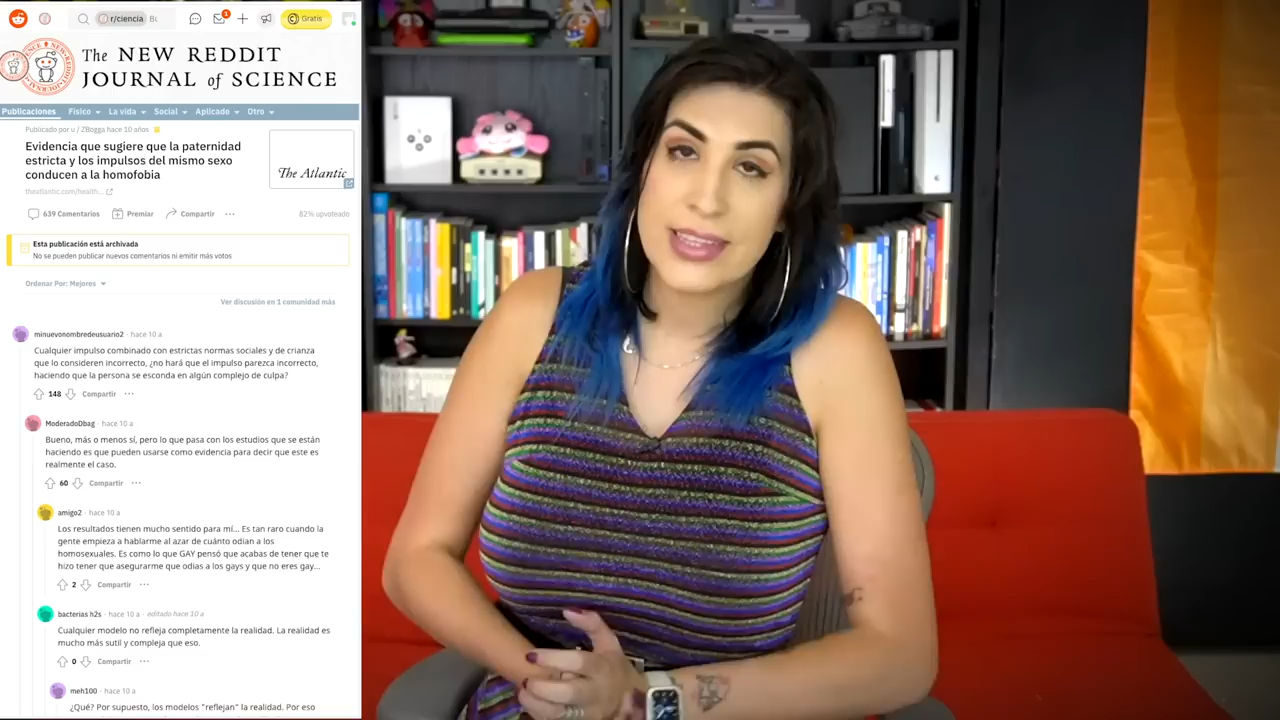 r/ciencia
1
Gratis
The NEW REDDIT
JOURNAL of SCIENCE
Publicaciones Físico La vida Social Aplicado Otro
Publicado por u / ZBogga hace 10 años
Evidencia que sugiere que la paternidad
estricta y los impulsos del mismo sexo
conducen a la homofobia
The Atlantic
theatlantic.com/health...
639 Comentarios Premiar Compartir 82% upvoteado
Esta publicación está archivada
No se pueden publicar nuevos comentarios ni emitir más votos
Ordenar Por: Mejores
Ver discusión en 1 comunidad más
minuevonombredeusuario2 · hace 10 a
Cualquier impulso combinado con estrictas normas sociales y de crianza
que lo consideren incorrecto, ¿no hará que el impulso parezca incorrecto,
haciendo que la persona se esconda en algún complejo de culpa?
148 Compartir
ModeradoDbag · hace 10 a
Bueno, más o menos sí, pero lo que pasa con los estudios que se están
haciendo es que pueden usarse como evidencia para decir que este es
realmente el caso.
60 Compartir
amigo2 · hace 10 a
Los resultados tienen mucho sentido para mí... Es tan raro cuando la
gente empieza a hablarme al azar de cuánto odian a los
homosexuales. Es como lo que GAY pensó que acabas de tener que te
hizo tener que asegurarme que odias a los gays y que no eres gay...
2 Compartir
bacterias h2s · hace 10 a · editado hace 10 a
Cualquier modelo no refleja completamente la realidad. La realidad es
mucho más sutil y compleja que eso.
0 Compartir
meh100 · hace 10 a
¿Qué? Por supuesto, los modelos "reflejan" la realidad. Por eso